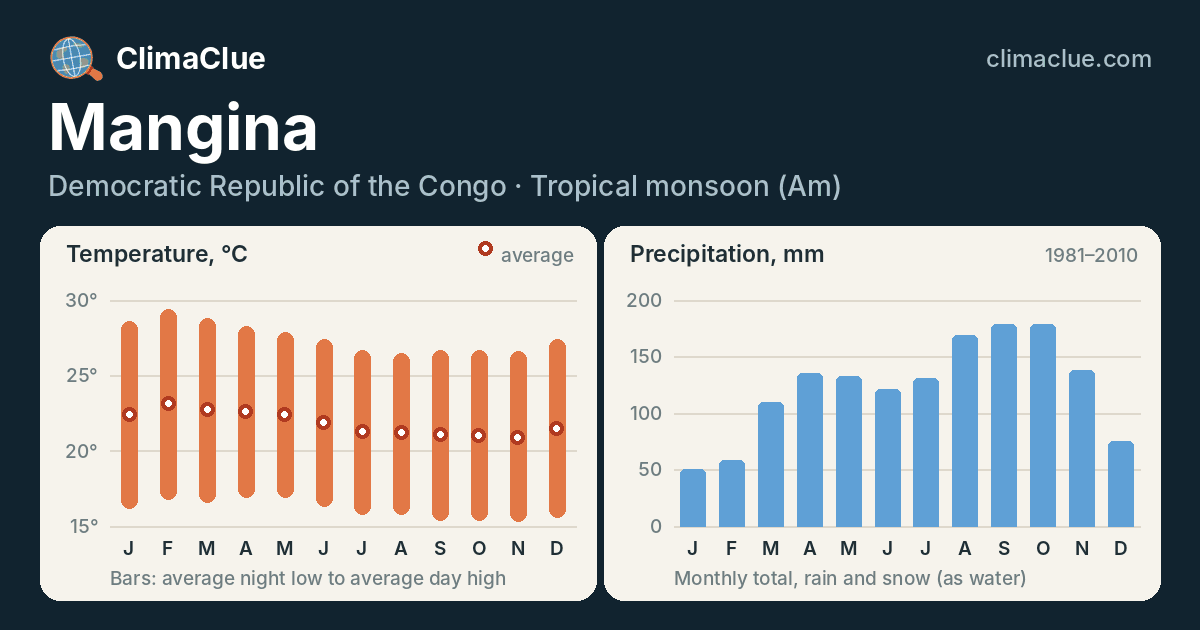 ClimaClue
climaclue.com
Mangina
Democratic Republic of the Congo · Tropical monsoon (Am)
Temperature, °C
average
30°
25°
20°
15°
J F M A M J J A S O N D
Bars: average night low to average day high
Precipitation, mm
1981–2010
200
150
100
50
0
J F M A M J J A S O N D
Monthly total, rain and snow (as water)